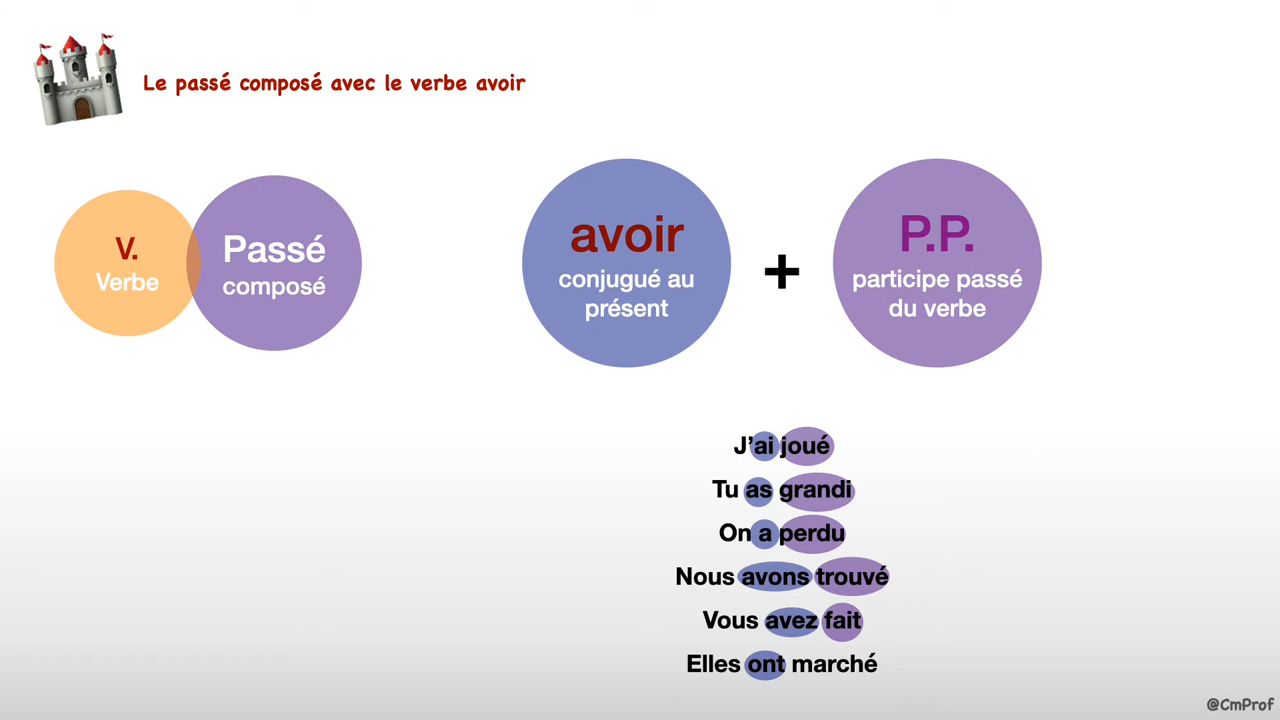 Le passé composé avec le verbe avoir
V.
Verbe
Passé
composé
avoir
conjugué au
présent
+
P.P.
participe passé
du verbe
J'ai joué
Tu as grandi
On a perdu
Nous avons trouvé
Vous avez fait
Elles ont marché
@CmProf